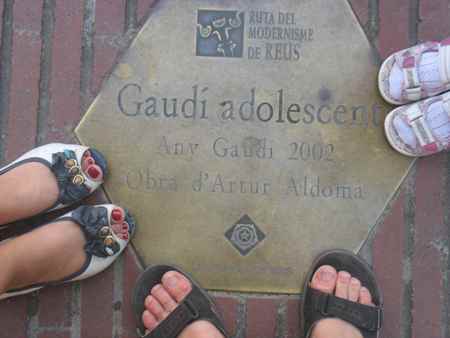 RUTA DEL
MODERNISME
DE REUS
Gaudí adolescent
Any Gaudí 2002
Obra d'Artur Aldomà